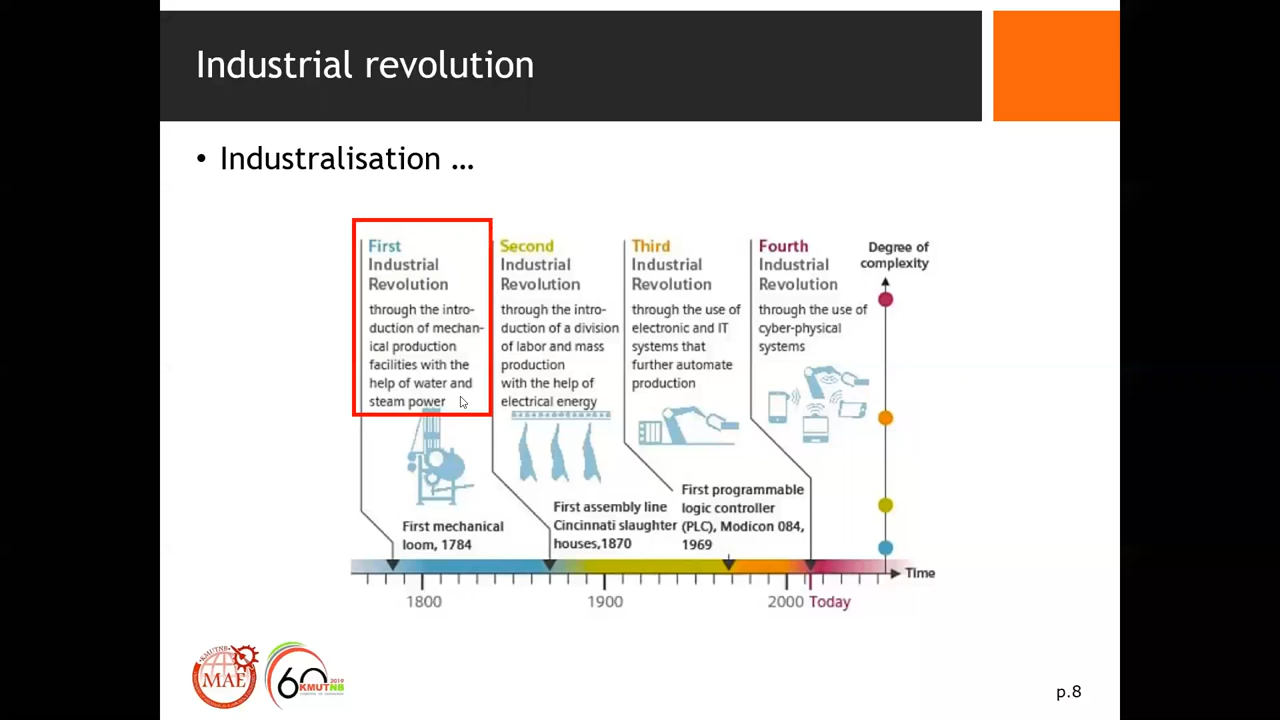 Industrial revolution
• Industralisation ...
First
Industrial
Revolution
through the intro-
duction of mechan-
ical production
facilities with the
help of water and
steam power
Second
Industrial
Revolution
through the intro-
duction of a division
of labor and mass
production
with the help of
electrical energy
Third
Industrial
Revolution
through the use of
electronic and IT
systems that
further automate
production
Fourth
Industrial
Revolution
through the use of
cyber-physical
systems
Degree of
complexity
First mechanical
loom, 1784
First assembly line
Cincinnati slaughter
houses,1870
First programmable
logic controller
(PLC), Modicon 084,
1969
Time
1800
1900
2000
Today
KMUTNB
MAE
60
2019
KMUTNB
p.8